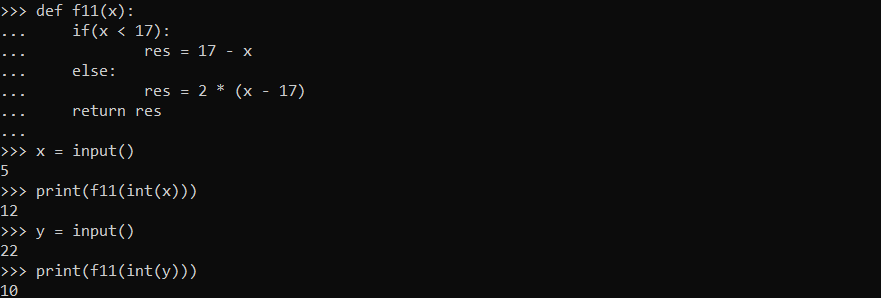 >>> def f11(x):
...     if(x < 17):
...             res = 17 - x
...     else:
...             res = 2 * (x - 17)
...     return res
...
>>> x = input()
5
>>> print(f11(int(x)))
12
>>> y = input()
22
>>> print(f11(int(y)))
10